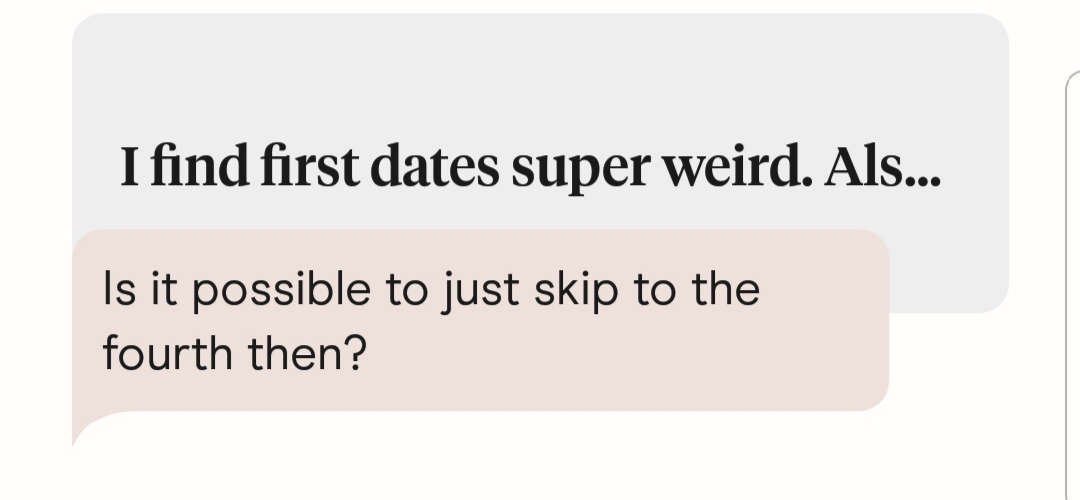 I find first dates super weird. Als...
Is it possible to just skip to the
fourth then?